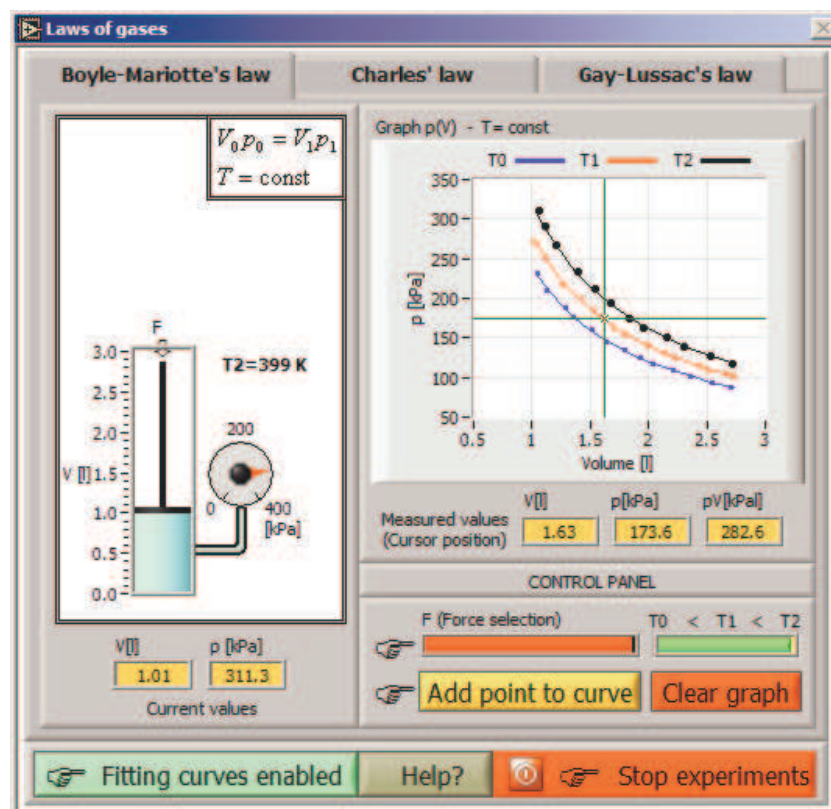 Laws of gases
Boyle-Mariotte's law
Charles' law
Gay-Lussac's law
V₀p₀ = V₁p₁
T = const
F
T2=399 K
V [l]
3.0
2.5
2.0
1.5
1.0
0.5
0.0
200
0
400
[kPa]
V[l]
p [kPa]
1.01
311.3
Current values
Graph p(V) - T= const
T0
T1
T2
p [kPa]
350
300
250
200
150
100
50
0.5
1
1.5
2
2.5
3
Volume [l]
Measured values
(Cursor position)
V[l]
p[kPa]
pV[kPal]
1.63
173.6
282.6
CONTROL PANEL
F (Force selection)
T0 < T1 < T2
Add point to curve
Clear graph
Fitting curves enabled
Help?
Stop experiments